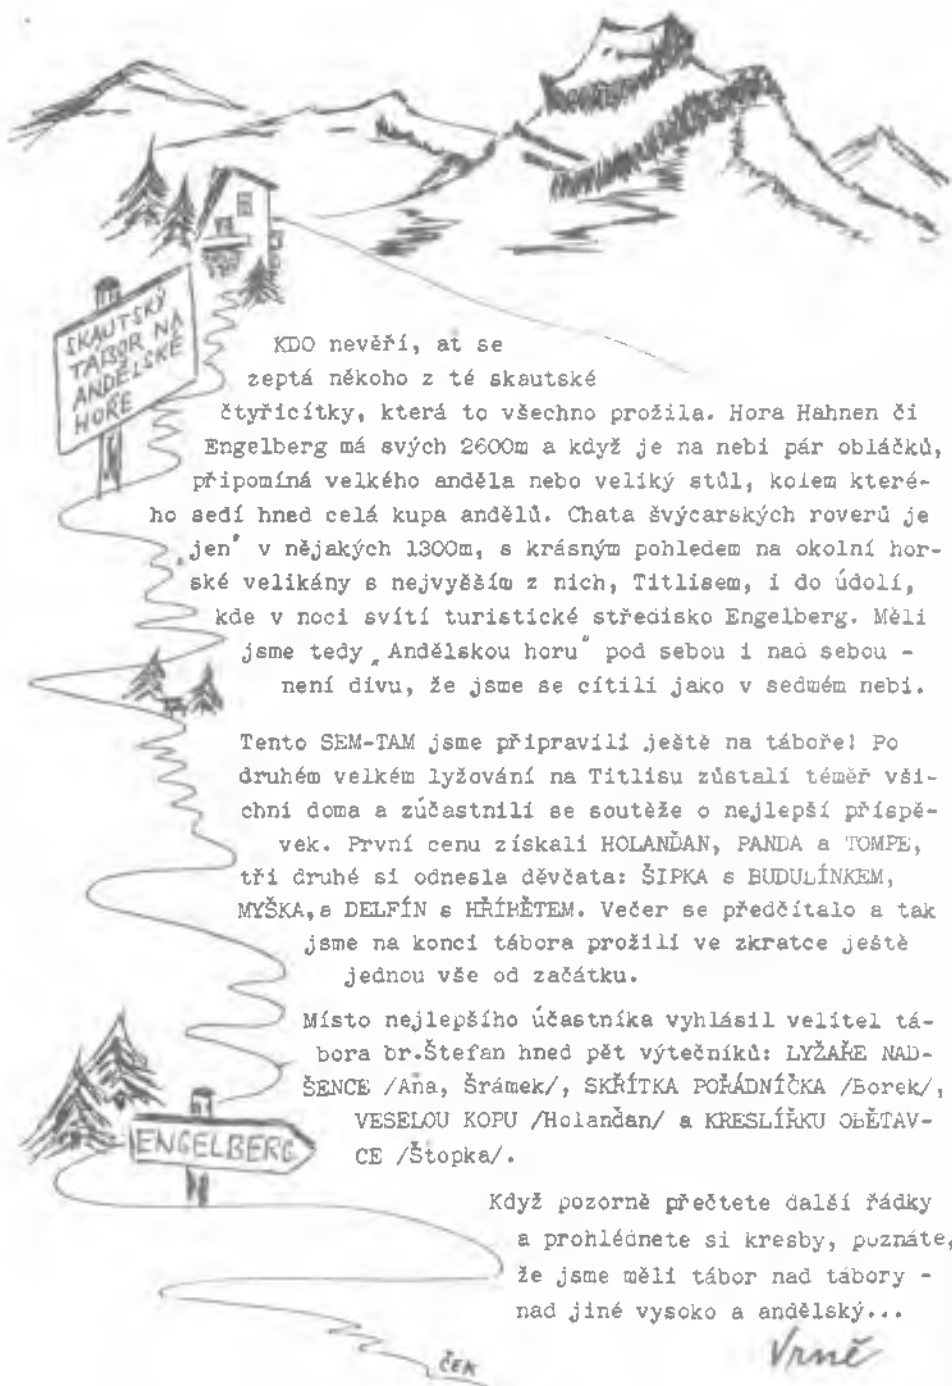 SKAUTSKÝ
TÁBOR NA
ANDĚLSKÉ
HOŘE
KDO nevěří, at se
zeptá někoho z té skautské
čtyřicítky, která to všechno prožila. Hora Hahnen či
Engelberg má svých 2600m a když je na nebi pár obláčků,
připomíná velkého anděla nebo veliký stůl, kolem které-
ho sedí hned celá kupa andělů. Chata švýcarských roverů je
„jen" v nějakých 1300m, s krásným pohledem na okolní hor-
ské velikány s nejvyšším z nich, Titlisem, i do údolí,
kde v noci svítí turistické středisko Engelberg. Měli
jsme tedy „Andělskou horu" pod sebou i nad sebou -
není divu, že jsme se cítili jako v sedmém nebi.
Tento SEM-TAM jsme připravili ještě na táboře! Po
druhém velkém lyžování na Titlisu zůstali téměř vši-
chni doma a zúčastnili se soutěže o nejlepší příspě-
vek. První cenu získali HOLANĎAN, PANDA a TOMPE,
tři druhé si odnesla děvčata: ŠIPKA s BUDULÍNKEM,
MYŠKA, a DELFÍN s HŘÍBĚTEM. Večer se předčítalo a tak
jsme na konci tábora prožili ve zkratce ještě
jednou vše od začátku.
Místo nejlepšího účastníka vyhlásil velitel tá-
bora br.Štefan hned pět výtečníků: LYŽAŘE NAD-
ŠENCE /Aňa, Šrámek/, SKŘÍTKA POŘÁDNÍČKA /Borek/,
VESELOU KOPU /Holanďan/ a KRESLÍŘKU OBĚTAV-
CE /Štopka/.
ENGELBERG
Když pozorně přečtete další řádky
a prohlédnete si kresby, poznáte,
že jsme měli tábor nad tábory -
nad jiné vysoko a andělský...
Vrně
ČEK